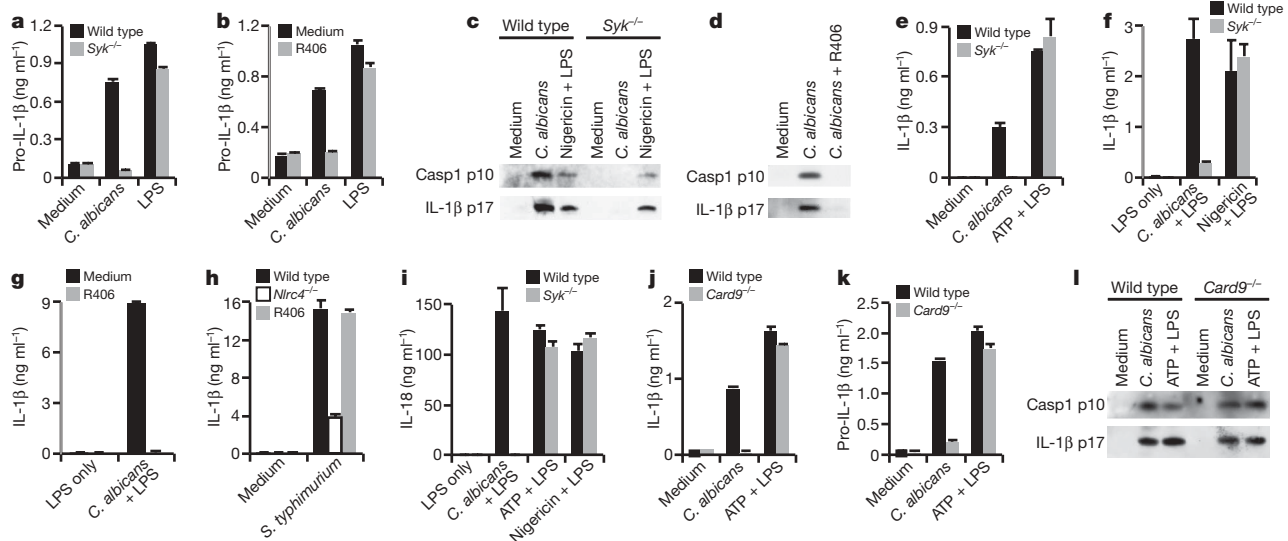 a
Wild type
Syk–/–
Pro-IL-1β (ng ml–1)
1.2
0.9
0.6
0.3
0
Medium
C. albicans
LPS
b
Medium
R406
Pro-IL-1β (ng ml–1)
1.2
0.8
0.4
0
Medium
C. albicans
LPS
c
Wild type
Syk–/–
Medium
C. albicans
Nigericin + LPS
Medium
C. albicans
Nigericin + LPS
Casp1 p10
IL-1β p17
d
Medium
C. albicans
C. albicans + R406
Casp1 p10
IL-1β p17
e
Wild type
Syk–/–
IL-1β (ng ml–1)
0.9
0.6
0.3
0
Medium
C. albicans
ATP + LPS
f
Wild type
Syk–/–
IL-1β (ng ml–1)
3
2
1
0
LPS only
C. albicans
+ LPS
Nigericin
+ LPS
g
Medium
R406
IL-1β (ng ml–1)
9
6
3
0
LPS only
C. albicans
+ LPS
h
Wild type
Nlrc4–/–
R406
IL-1β (ng ml–1)
16
12
8
4
0
Medium
S. typhimurium
i
Wild type
Syk–/–
IL-18 (ng ml–1)
150
100
50
0
LPS only
C. albicans
+ LPS
ATP + LPS
Nigericin + LPS
j
Wild type
Card9–/–
IL-1β (ng ml–1)
2
1
0
Medium
C. albicans
ATP + LPS
k
Wild type
Card9–/–
Pro-IL-1β (ng ml–1)
2.5
2.0
1.5
1.0
0.5
0
Medium
C. albicans
ATP + LPS
l
Wild type
Card9–/–
Medium
C. albicans
ATP + LPS
Medium
C. albicans
ATP + LPS
Casp1 p10
IL-1β p17